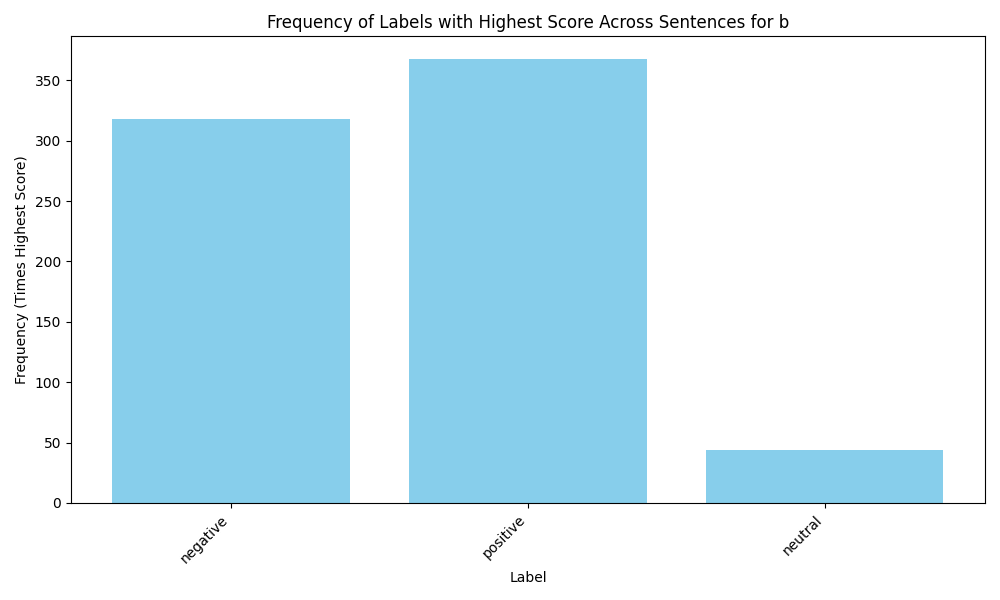 Frequency of Labels with Highest Score Across Sentences for b
Frequency (Times Highest Score)
350
300
250
200
150
100
50
0
negative
positive
neutral
Label